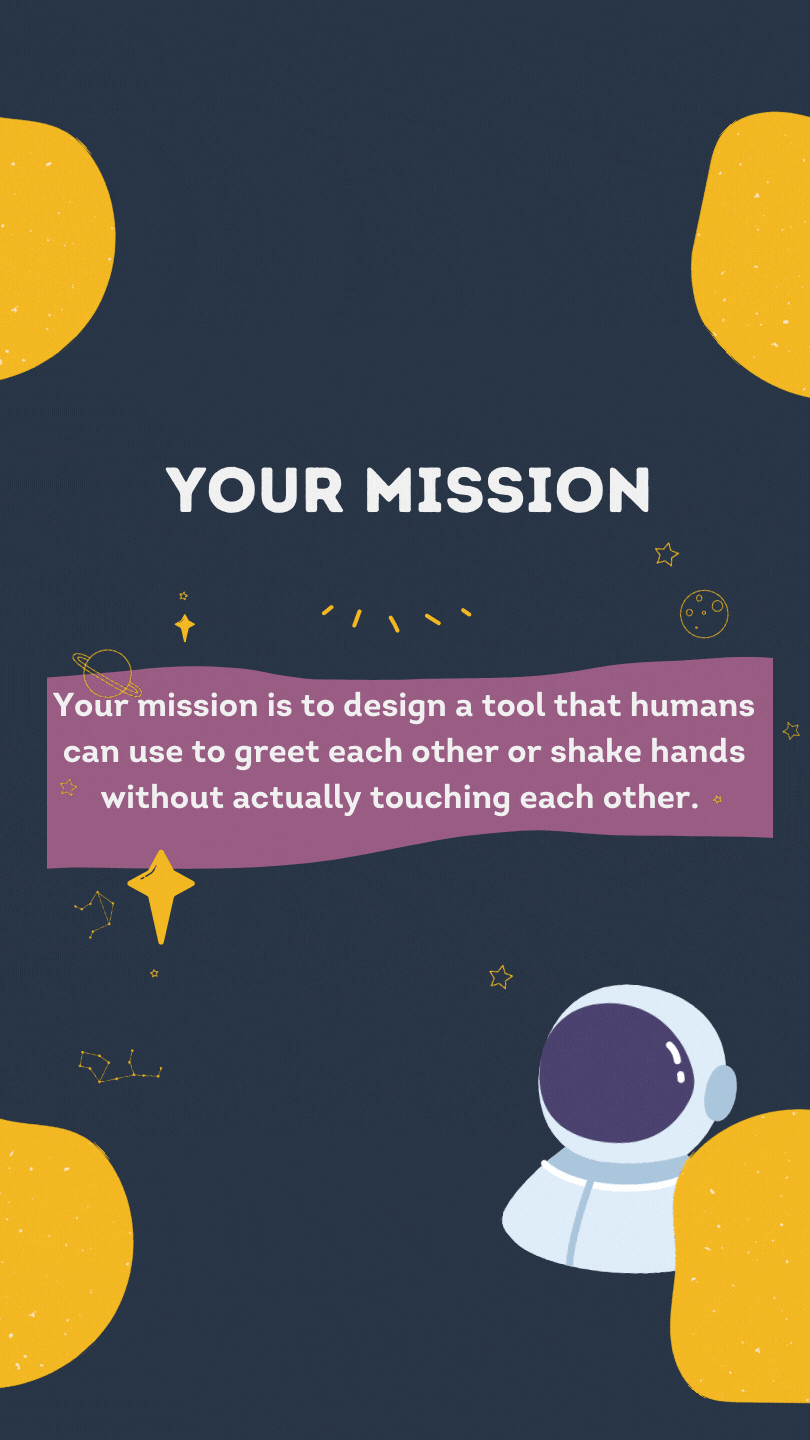 YOUR MISSION
Your mission is to design a tool that humans
can use to greet each other or shake hands
without actually touching each other.